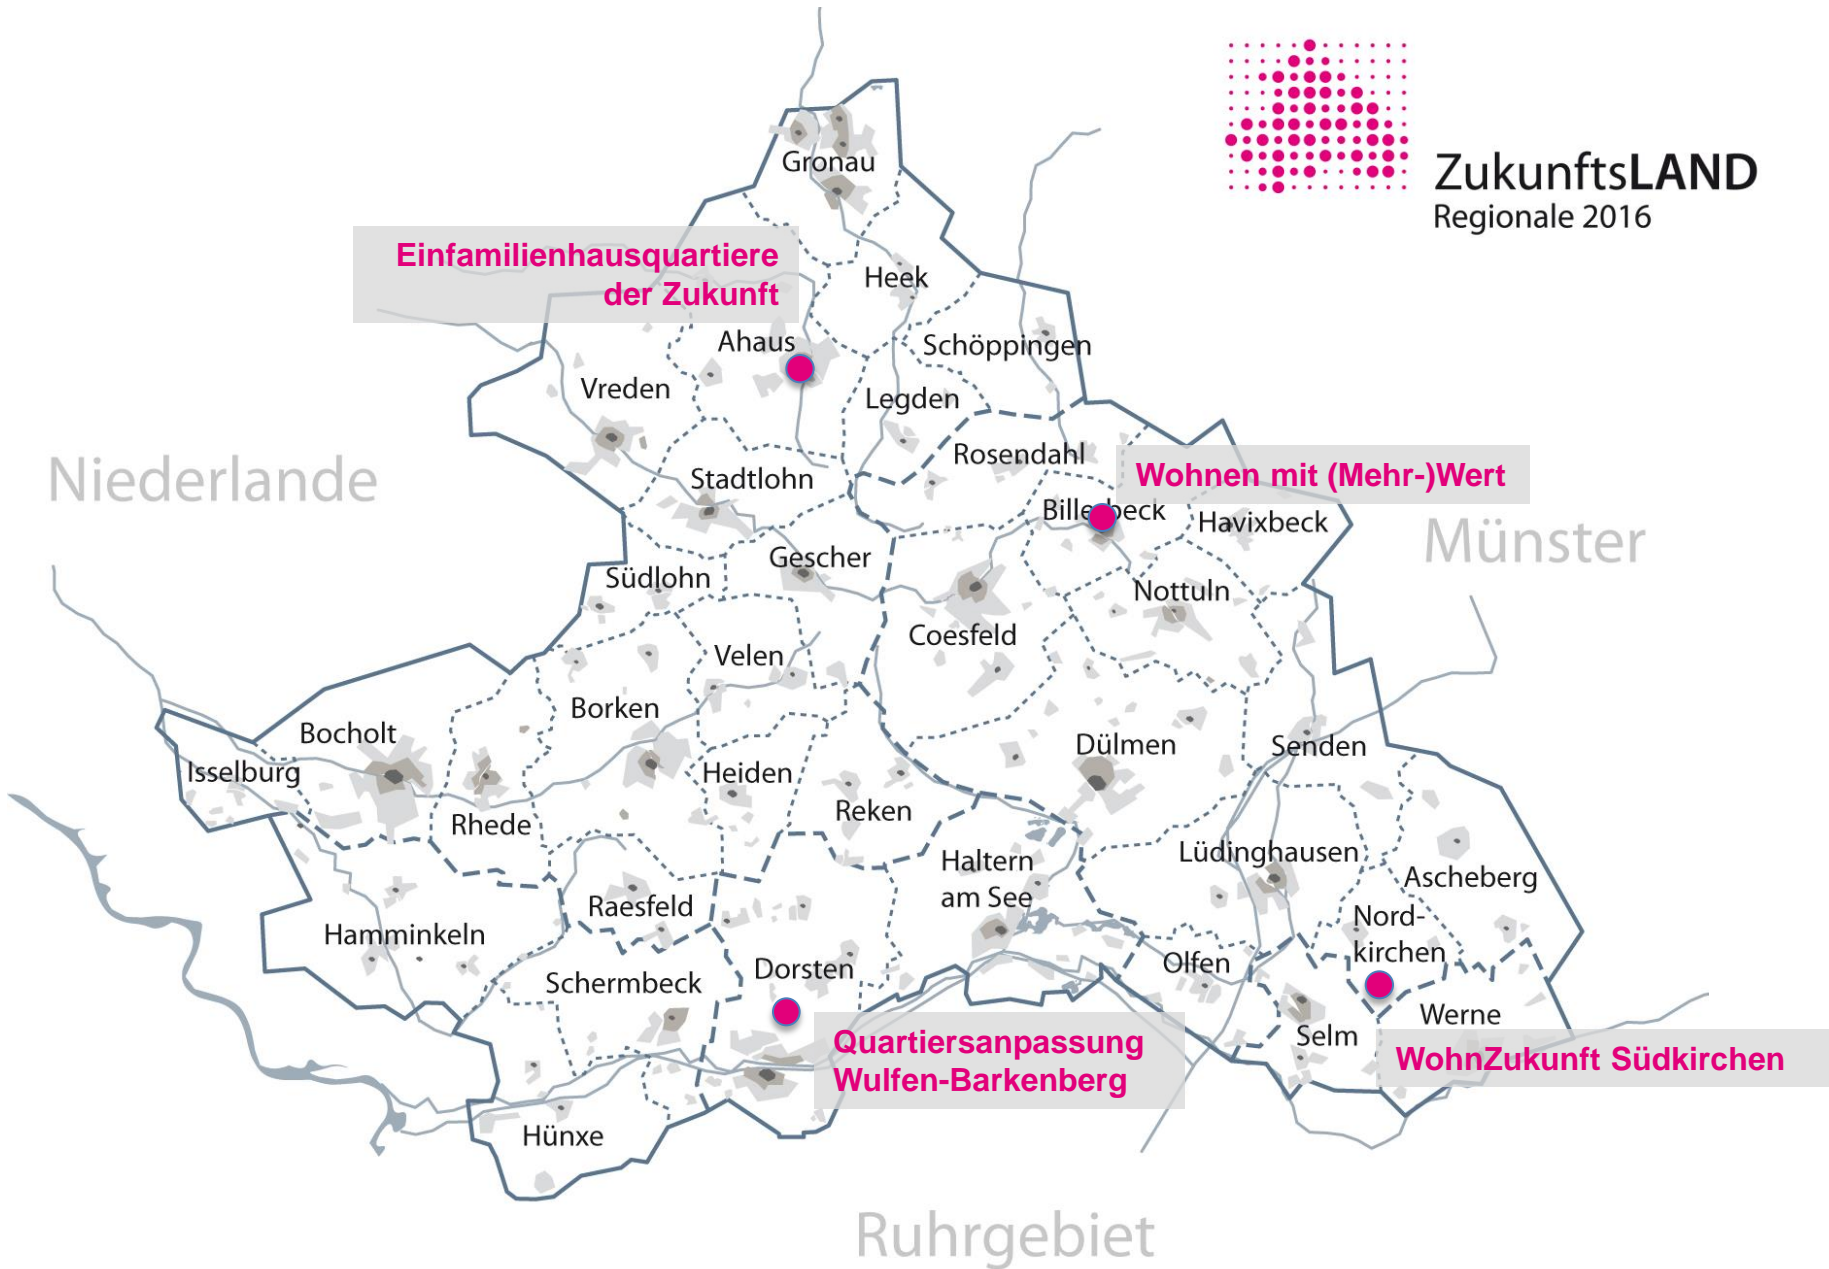 Gronau
ZukunftsLAND
Regionale 2016
Einfamilienhausquartiere
der Zukunft
Heek
Ahaus
Schöppingen
Vreden
Legden
Rosendahl
Niederlande
Stadtlohn
Wohnen mit (Mehr-)Wert
Billerbeck
Havixbeck
Münster
Gescher
Südlohn
Nottuln
Coesfeld
Velen
Borken
Bocholt
Dülmen
Senden
Isselburg
Heiden
Reken
Rhede
Lüdinghausen
Haltern
am See
Ascheberg
Raesfeld
Nord-
kirchen
Hamminkeln
Olfen
Dorsten
Schermbeck
Werne
Selm
Quartiersanpassung
Wulfen-Barkenberg
WohnZukunft Südkirchen
Hünxe
Ruhrgebiet